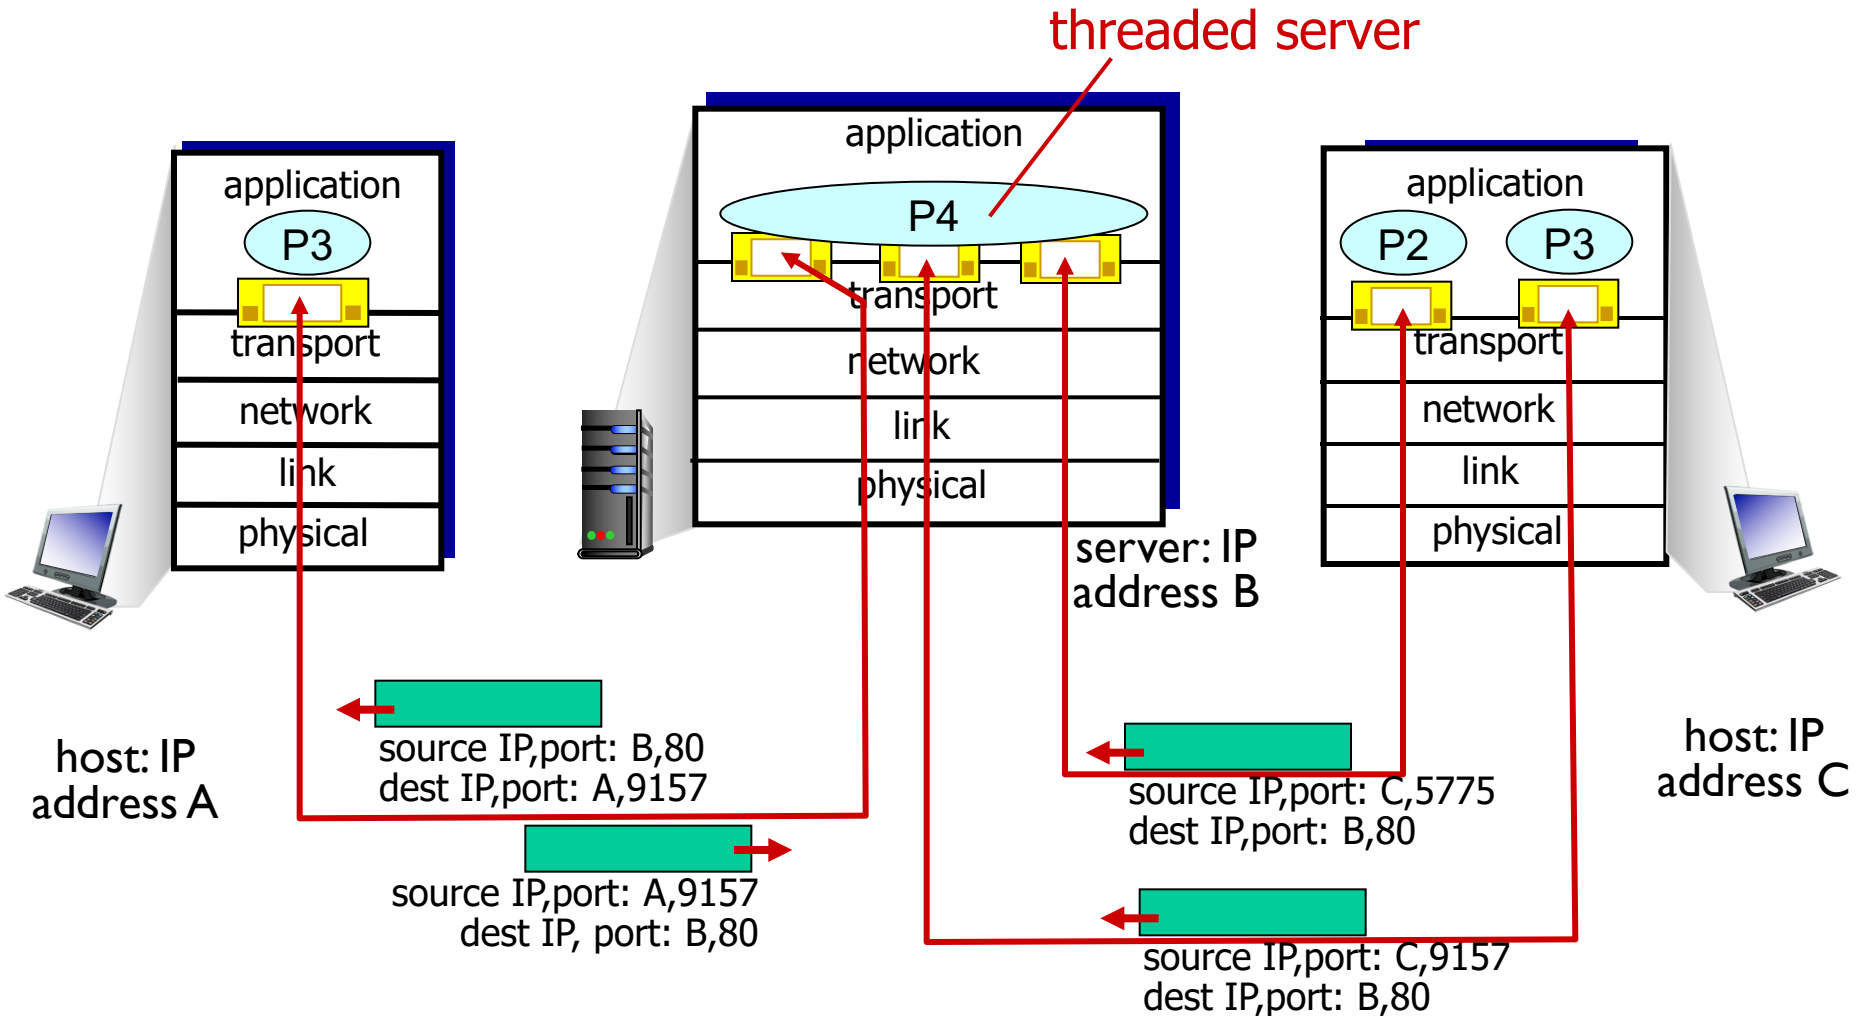 threaded server
application
P3
transport
network
link
physical
application
P4
transport
network
link
physical
application
P2
P3
transport
network
link
physical
server: IP
address B
host: IP
address A
source IP,port: B,80
dest IP,port: A,9157
source IP,port: A,9157
dest IP, port: B,80
source IP,port: C,5775
dest IP,port: B,80
source IP,port: C,9157
dest IP,port: B,80
host: IP
address C